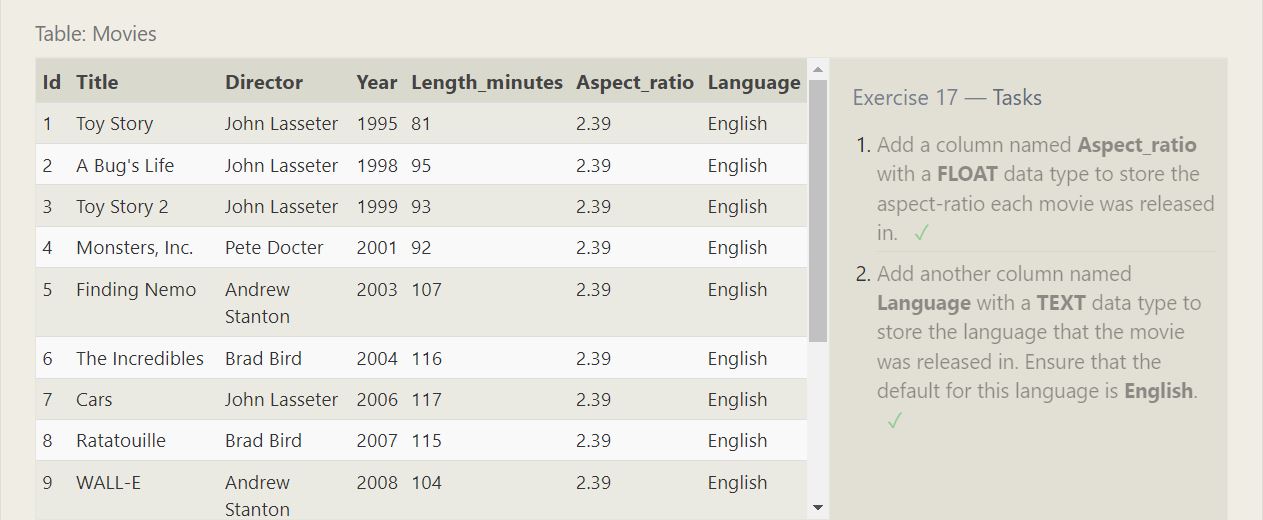 Table: Movies
Id Title Director Year Length_minutes Aspect_ratio Language
1 Toy Story John Lasseter 1995 81 2.39 English
2 A Bug's Life John Lasseter 1998 95 2.39 English
3 Toy Story 2 John Lasseter 1999 93 2.39 English
4 Monsters, Inc. Pete Docter 2001 92 2.39 English
5 Finding Nemo Andrew 2003 107 2.39 English
Stanton
6 The Incredibles Brad Bird 2004 116 2.39 English
7 Cars John Lasseter 2006 117 2.39 English
8 Ratatouille Brad Bird 2007 115 2.39 English
9 WALL-E Andrew 2008 104 2.39 English
Stanton
Exercise 17 — Tasks
1. Add a column named Aspect_ratio
with a FLOAT data type to store the
aspect-ratio each movie was released
in. ✓
2. Add another column named
Language with a TEXT data type to
store the language that the movie
was released in. Ensure that the
default for this language is English.
✓